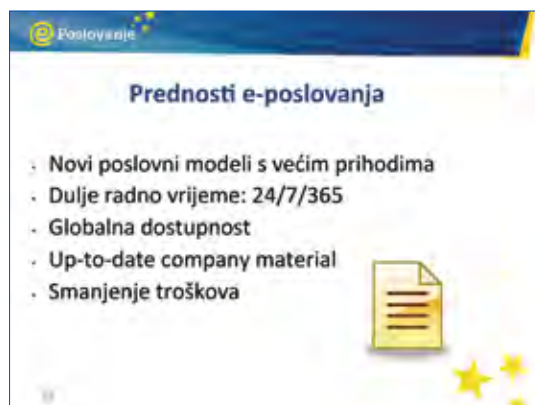 e Poslovanje
Prednosti e-poslovanja
Novi poslovni modeli s većim prihodima
Dulje radno vrijeme: 24/7/365
Globalna dostupnost
Up-to-date company material
Smanjenje troškova